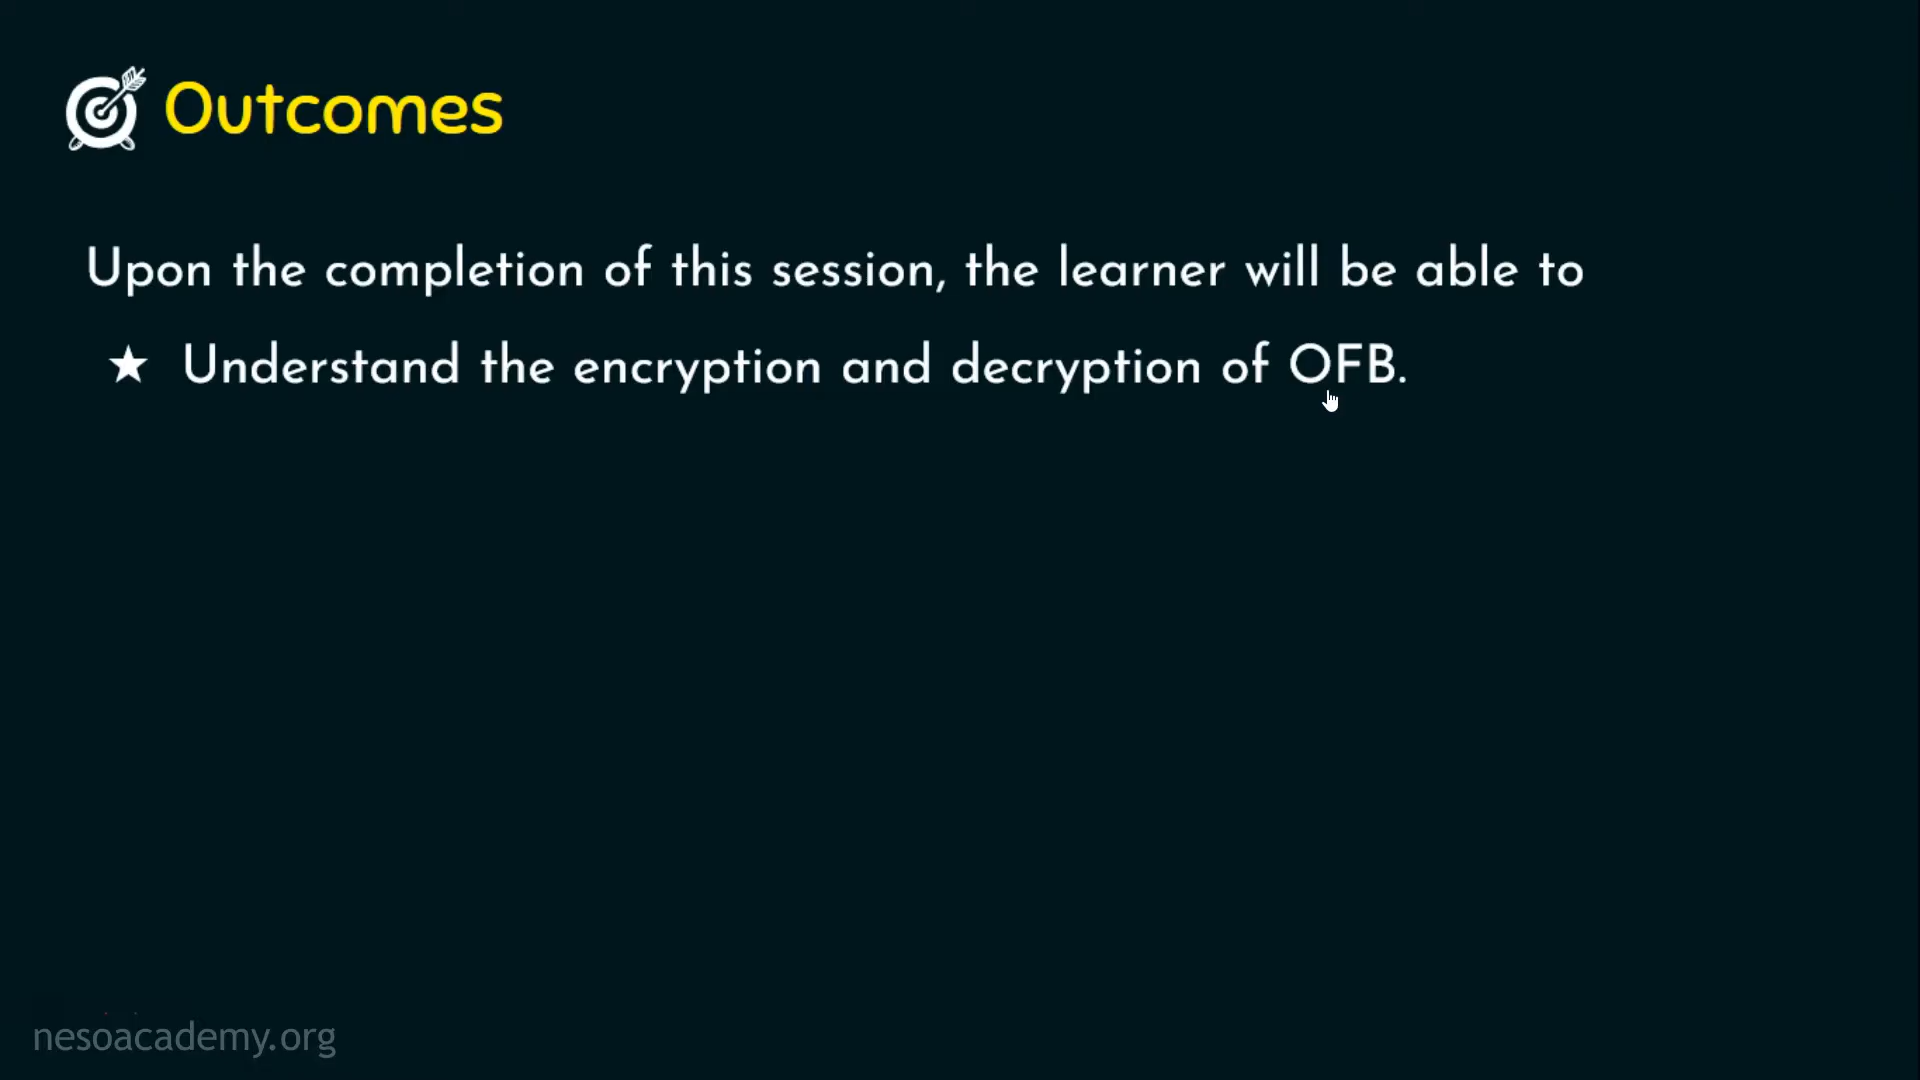 Outcomes
Upon the completion of this session, the learner will be able to
★ Understand the encryption and decryption of OFB.
nesoacademy.org